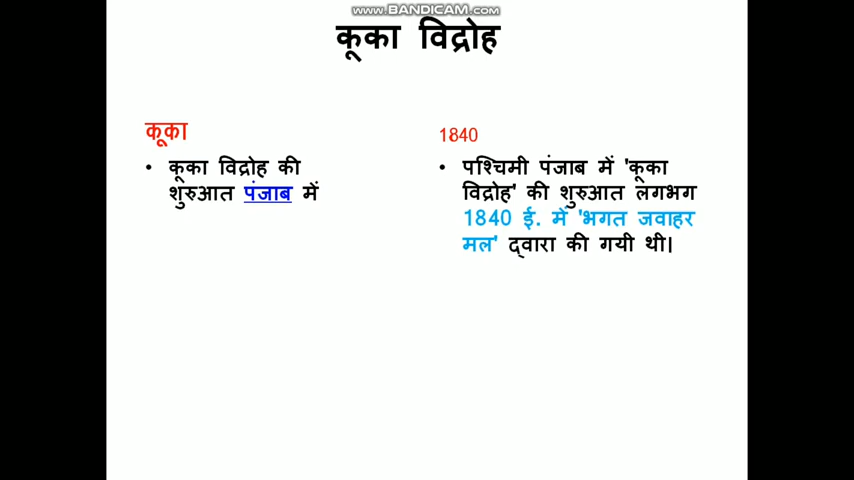 www.BANDICAM.com
कूका विद्रोह
कूका
• कूका विद्रोह की
शुरुआत पंजाब में
1840
• पश्चिमी पंजाब में 'कूका
विद्रोह' की शुरुआत लगभग
1840 ई. में 'भगत जवाहर
मल' द्वारा की गयी थी।